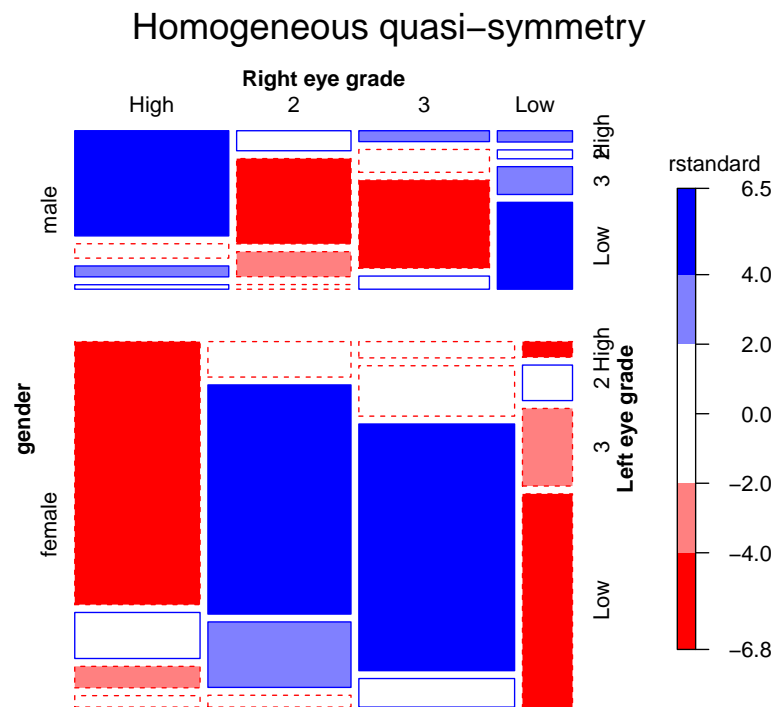 Homogeneous quasi−symmetry
Right eye grade
High 2 3 Low
male
High
2
3
Low
rstandard
6.5
4.0
2.0
0.0
−2.0
−4.0
−6.8
gender
female
High
2
3
Low
Left eye grade